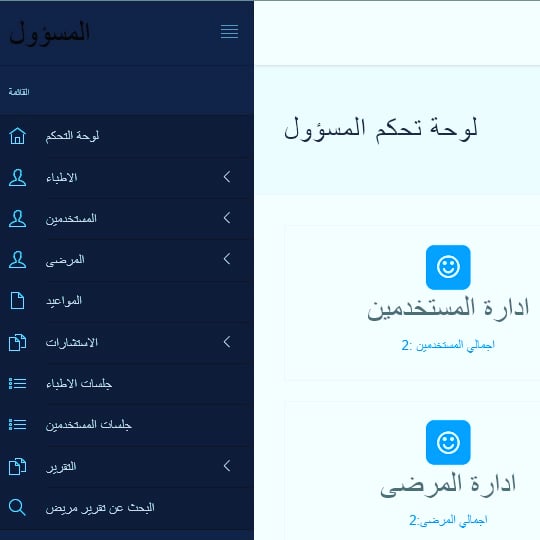 المسؤول
القائمة
لوحة التحكم
الاطباء
المستخدمين
المرضى
المواعيد
الاستشارات
جلسات الاطباء
جلسات المستخدمين
التقرير
البحث عن تقرير مريض
لوحة تحكم المسؤول
ادارة المستخدمين
اجمالي المستخدمين :2
ادارة المرضى
اجمالي المرضى:2